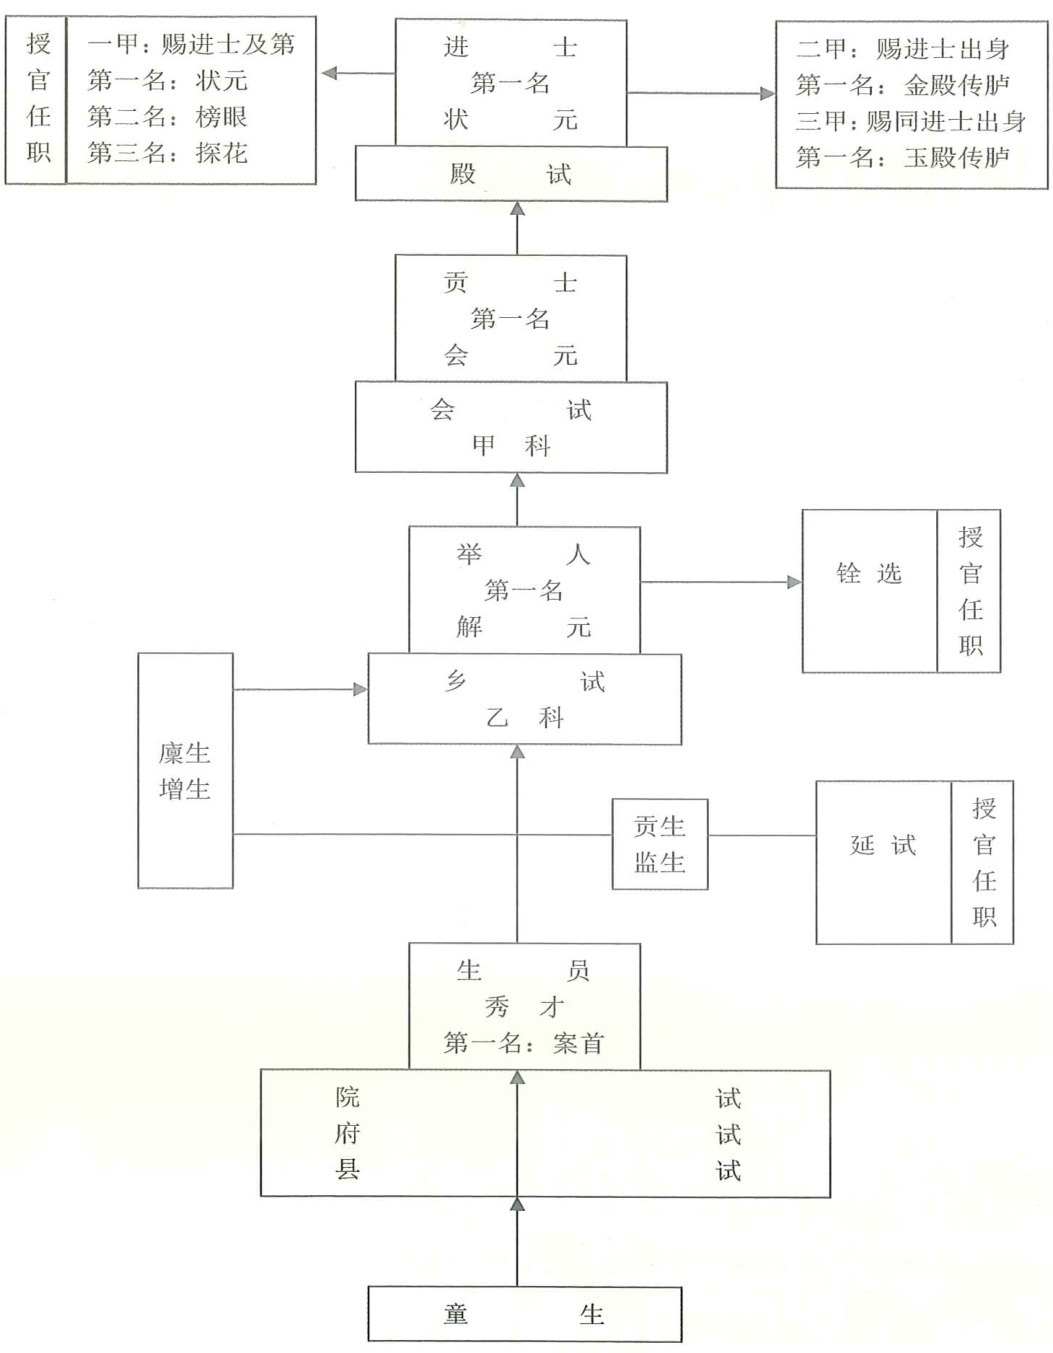 授
官
任
职
一甲：赐进士及第
第一名：状元
第二名：榜眼
第三名：探花
进 士
第一名
状 元
殿 试
二甲：赐进士出身
第一名：金殿传胪
三甲：赐同进士出身
第一名：玉殿传胪
贡 士
第一名
会 元
会 试
甲 科
举 人
第一名
解 元
乡 试
乙 科
铨 选
授
官
任
职
廪生
增生
贡生
监生
延 试
授
官
任
职
生 员
秀 才
第一名：案首
院 试
府 试
县 试
童 生